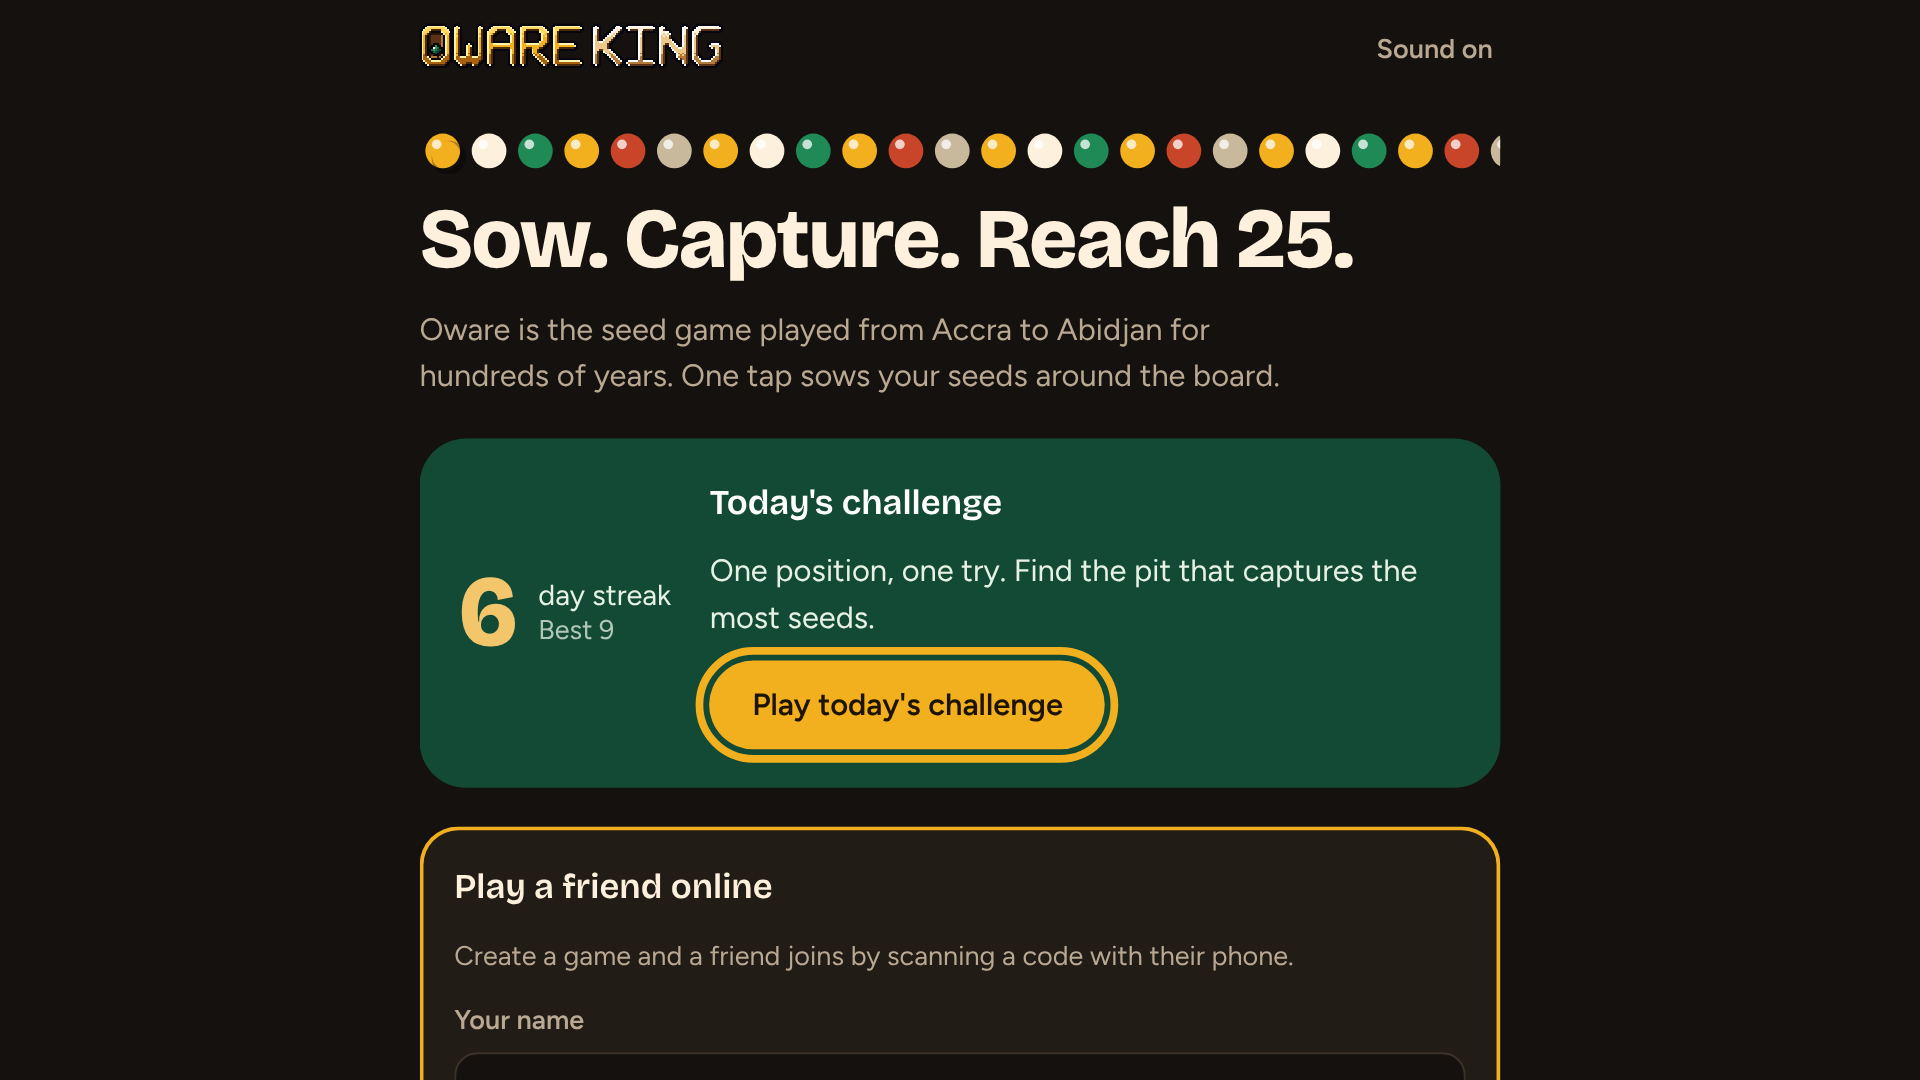 OWARE KING
Sound on
Sow. Capture. Reach 25.
Oware is the seed game played from Accra to Abidjan for
hundreds of years. One tap sows your seeds around the board.
Today's challenge
6
day streak
Best 9
One position, one try. Find the pit that captures the
most seeds.
Play today's challenge
Play a friend online
Create a game and a friend joins by scanning a code with their phone.
Your name